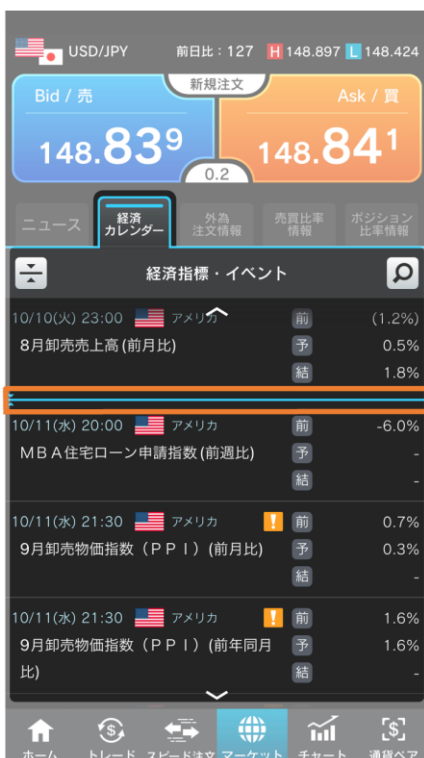 USD/JPY 前日比：127 H 148.897 L 148.424
新規注文
Bid / 売 Ask / 買
148.839 148.841
0.2
ニュース 経済カレンダー 外為注文情報 売買比率情報 ポジション比率情報
経済指標・イベント
10/10(火) 23:00 アメリカ 前 (1.2%)
8月卸売売上高(前月比) 予 0.5%
結 1.8%
10/11(水) 20:00 アメリカ 前 -6.0%
MBA住宅ローン申請指数(前週比) 予 -
結 -
10/11(水) 21:30 アメリカ ! 前 0.7%
9月卸売物価指数（PPI）(前月比) 予 0.3%
結 -
10/11(水) 21:30 アメリカ ! 前 1.6%
9月卸売物価指数（PPI）(前年同月 予 1.6%
比) 結 -
ホーム トレード スピード注文 マーケット チャート 通貨ペア